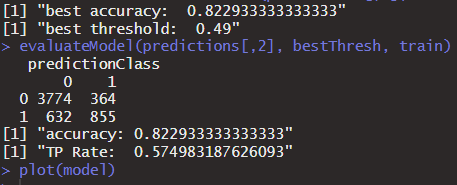 [1] "best accuracy:  0.822933333333333"
[1] "best threshold:  0.49"
> evaluateModel(predictions[,2], bestThresh, train)
   predictionClass
       0    1
  0 3774  364
  1  632  855
[1] "accuracy: 0.822933333333333"
[1] "TP Rate:  0.574983187626093"
> plot(model)